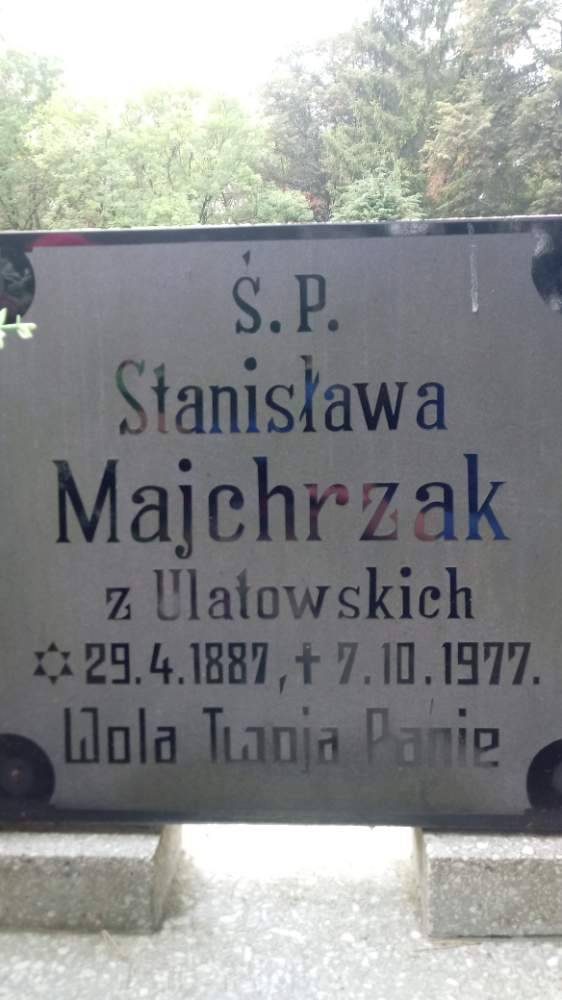 Ś.P.
Stanisława
Majchrzak
z Ulatowskich
✡29.4.1887,✝7.10.1977.
Wola Twoja Panie